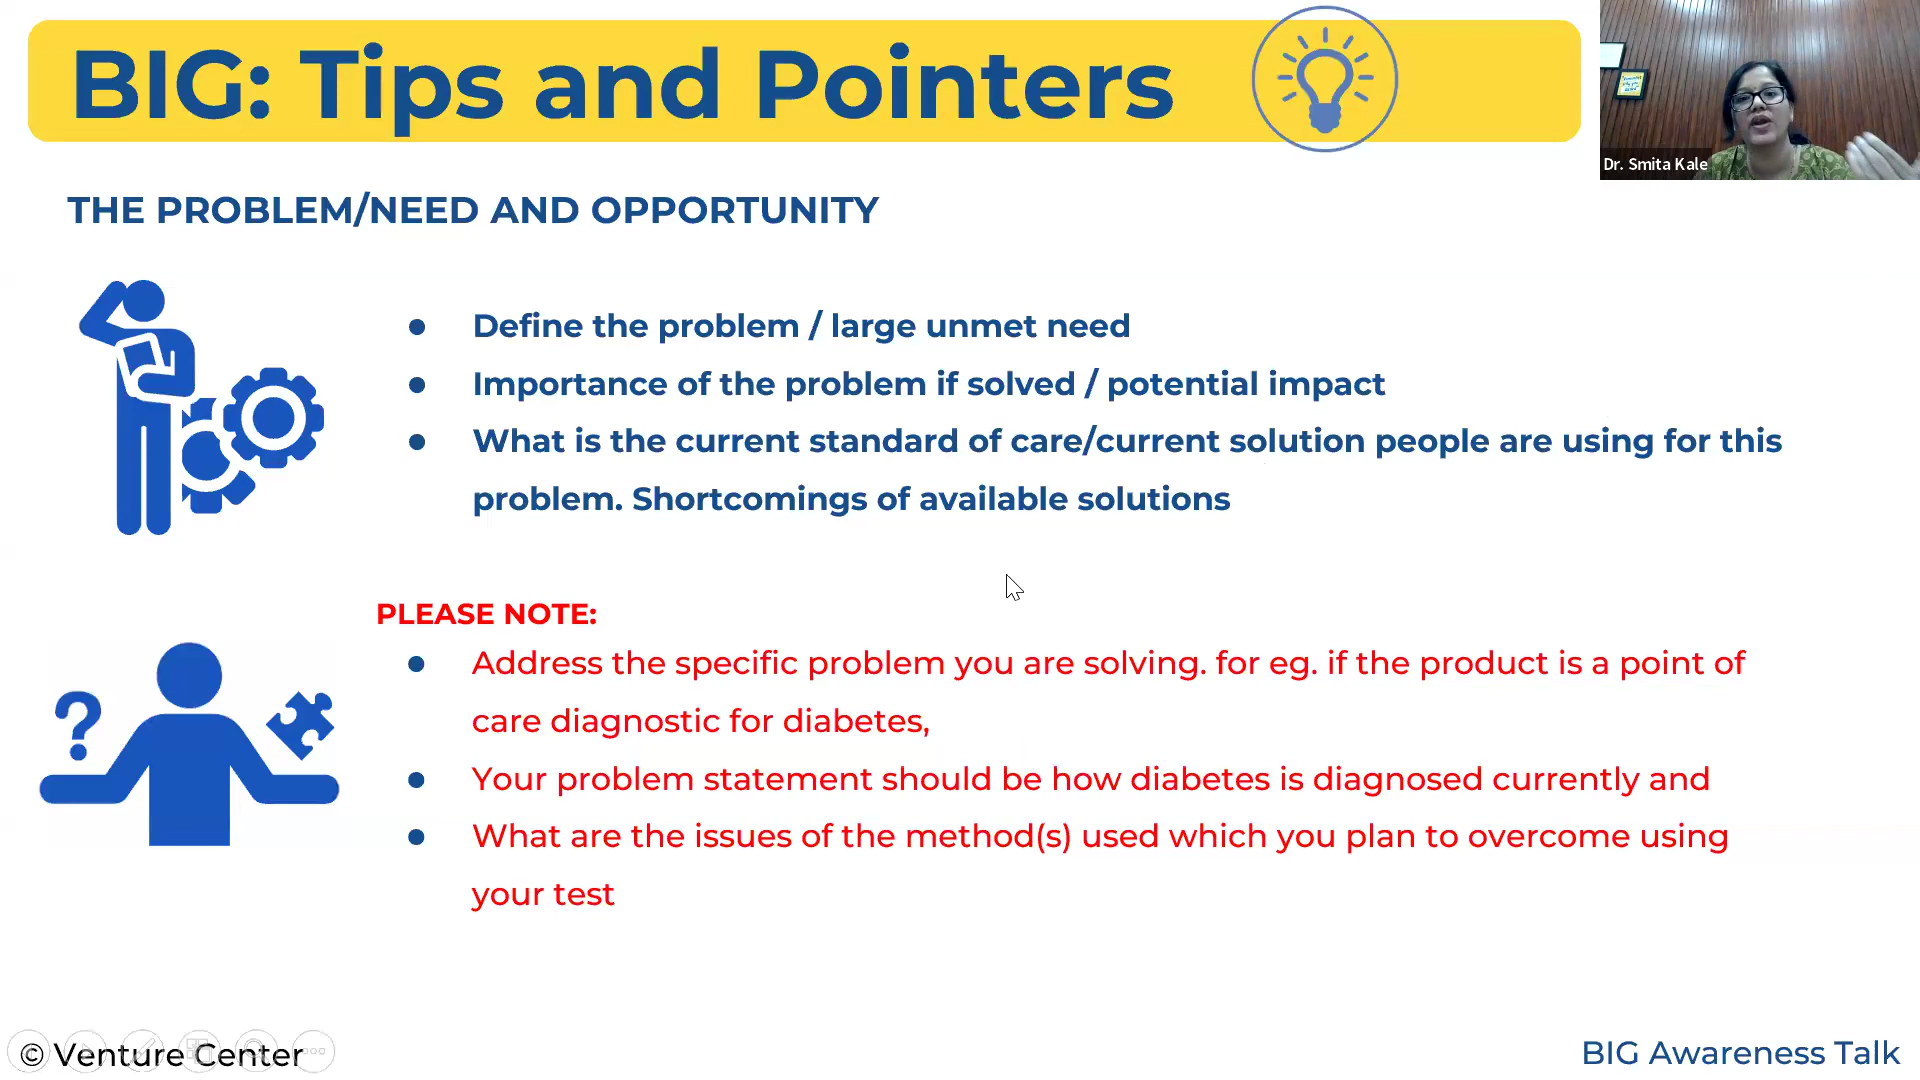 BIG: Tips and Pointers
Dr. Smita Kale
THE PROBLEM/NEED AND OPPORTUNITY
● Define the problem / large unmet need
● Importance of the problem if solved / potential impact
● What is the current standard of care/current solution people are using for this
problem. Shortcomings of available solutions
PLEASE NOTE:
● Address the specific problem you are solving. for eg. if the product is a point of
care diagnostic for diabetes,
● Your problem statement should be how diabetes is diagnosed currently and
● What are the issues of the method(s) used which you plan to overcome using
your test
© Venture Center
BIG Awareness Talk